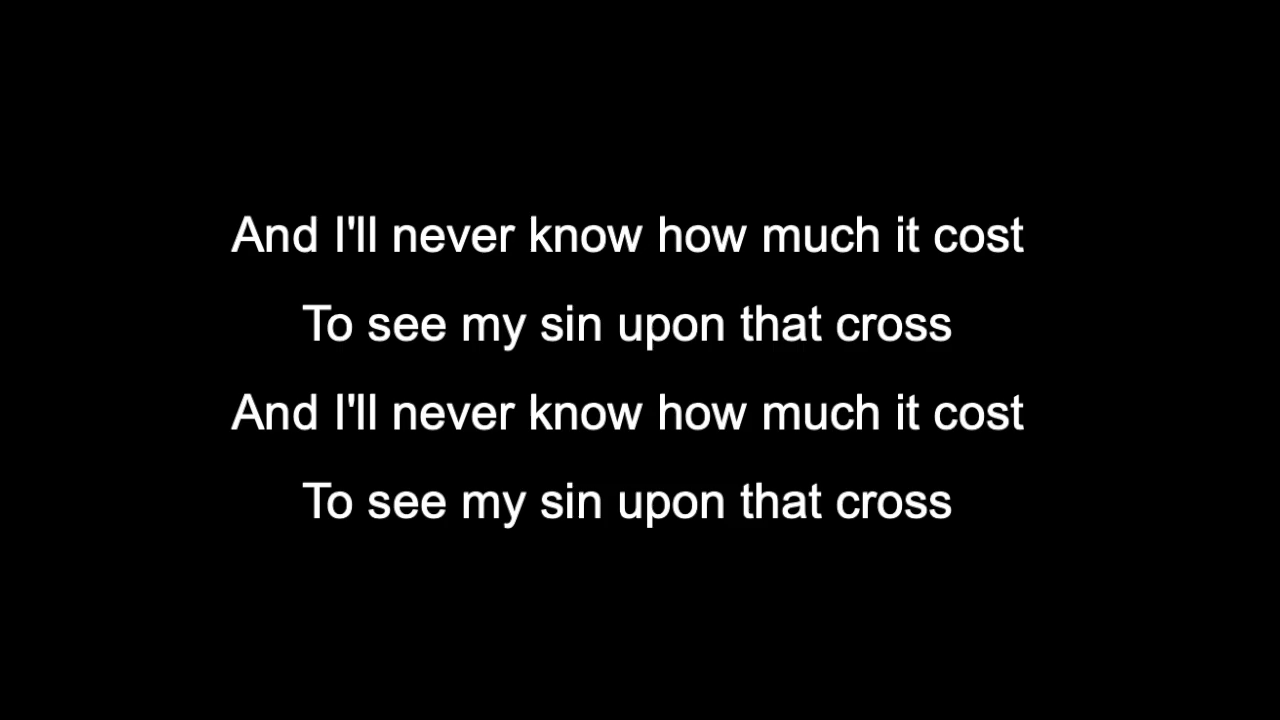 And I'll never know how much it cost
To see my sin upon that cross
And I'll never know how much it cost
To see my sin upon that cross